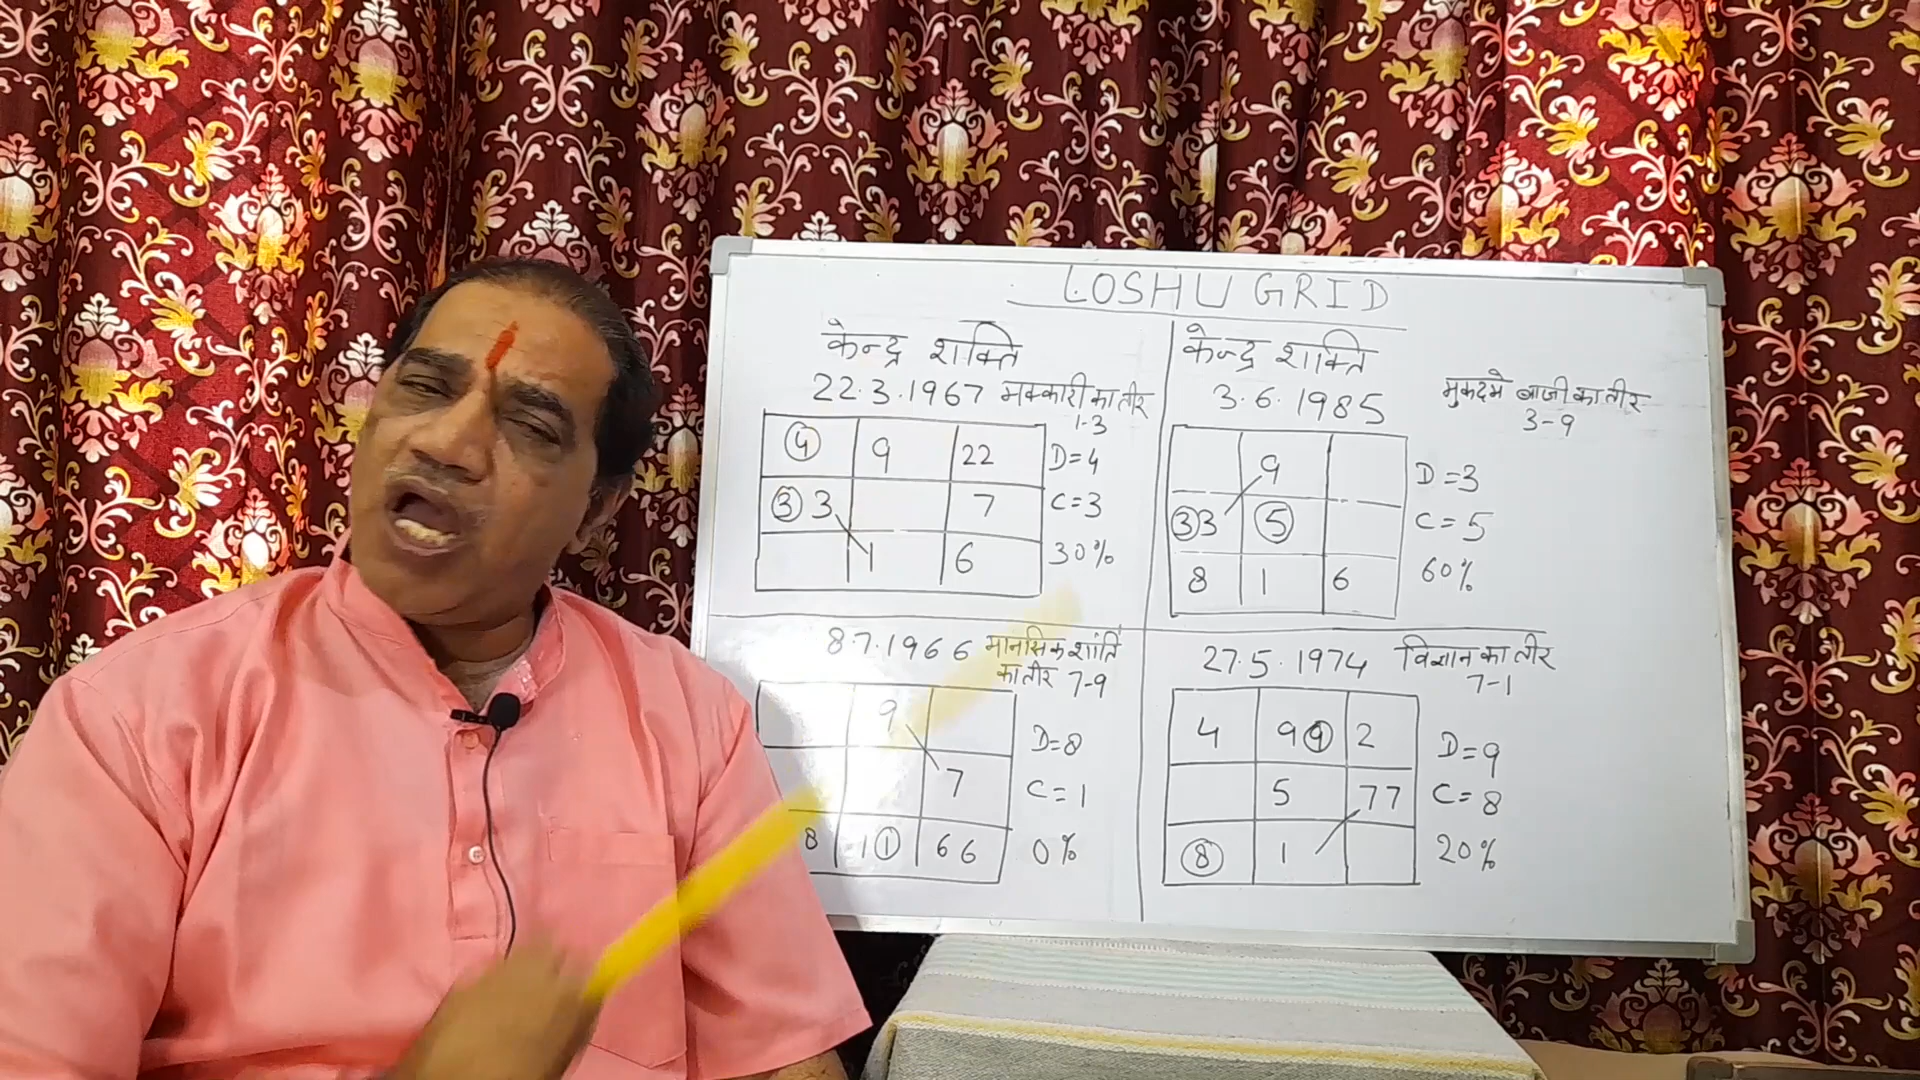 LOSHU GRID
केन्द्र शक्ति
22.3.1967 मक्कारी का तीर
1-3
④ 9 22 D=4
③ 3 7 C=3
1 6 30%
केन्द्र शक्ति
3.6.1985
मुकदमे बाजी का तीर
3-9
9 D=3
③3 ⑤ C=5
8 1 6 60%
8.7.1966 मानसिक शांति
का तीर 7-9
9 D=8
7 C=1
8 1① 66 0%
27.5.1974 विज्ञान का तीर
7-1
4 9⑨ 2 D=9
5 77 C=8
⑧ 1 20%